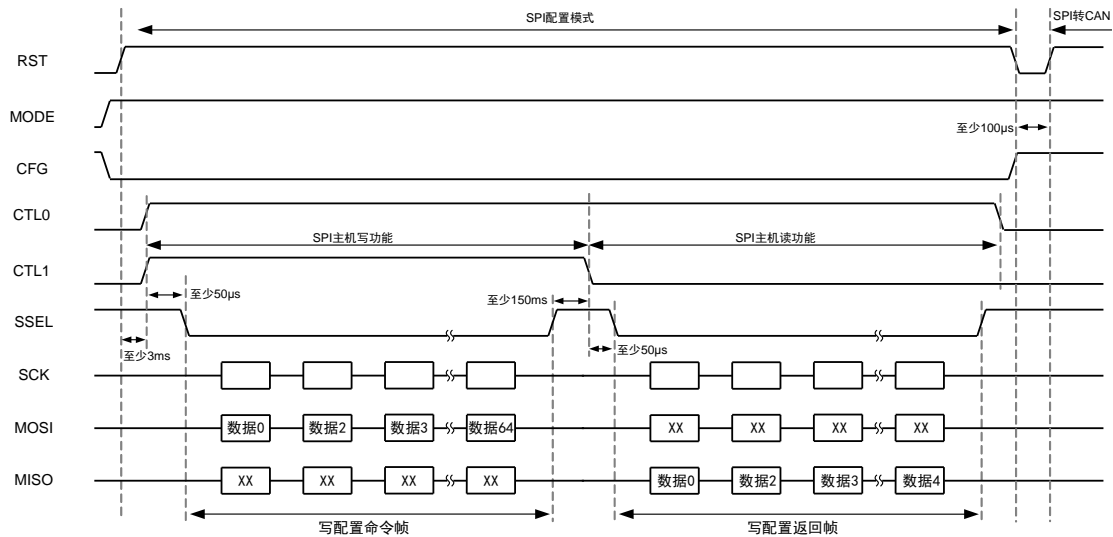 SPI配置模式
SPI转CAN
RST
MODE
至少100μs
CFG
CTL0
SPI主机写功能
SPI主机读功能
CTL1
至少50μs
至少150ms
SSEL
至少3ms
至少50μs
SCK
MOSI 数据0 数据2 数据3 数据64 XX XX XX XX
MISO XX XX XX XX 数据0 数据2 数据3 数据4
写配置命令帧
写配置返回帧